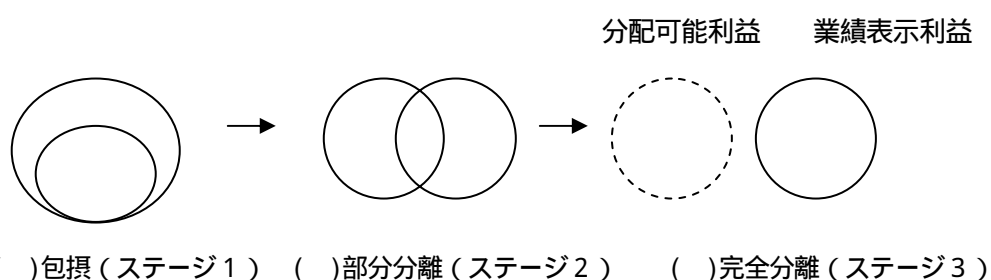 分配可能利益 業績表示利益
)包摂(ステージ1) ( )部分分離(ステージ2) ( )完全分離(ステージ3)